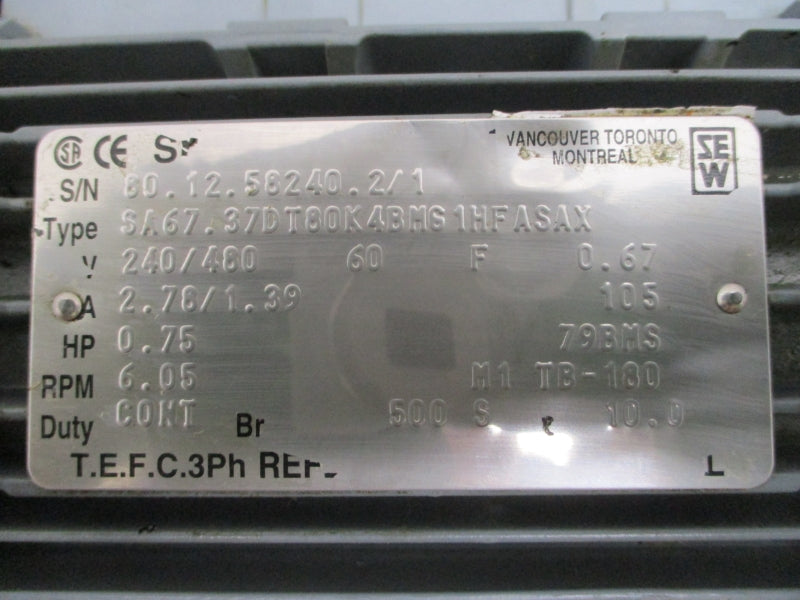 SA CE VANCOUVER TORONTO SEW
MONTREAL
S/N 80.12.56240.2/1
Type SA67.37DT80K4BMG1HFASAX
V 240/480 60 F 0.67
A 2.78/1.39 105
HP 0.75 79BMS
RPM 6.05 M1 TB-180
Duty CONT Br 500 S 10.0
T.E.F.C.3Ph